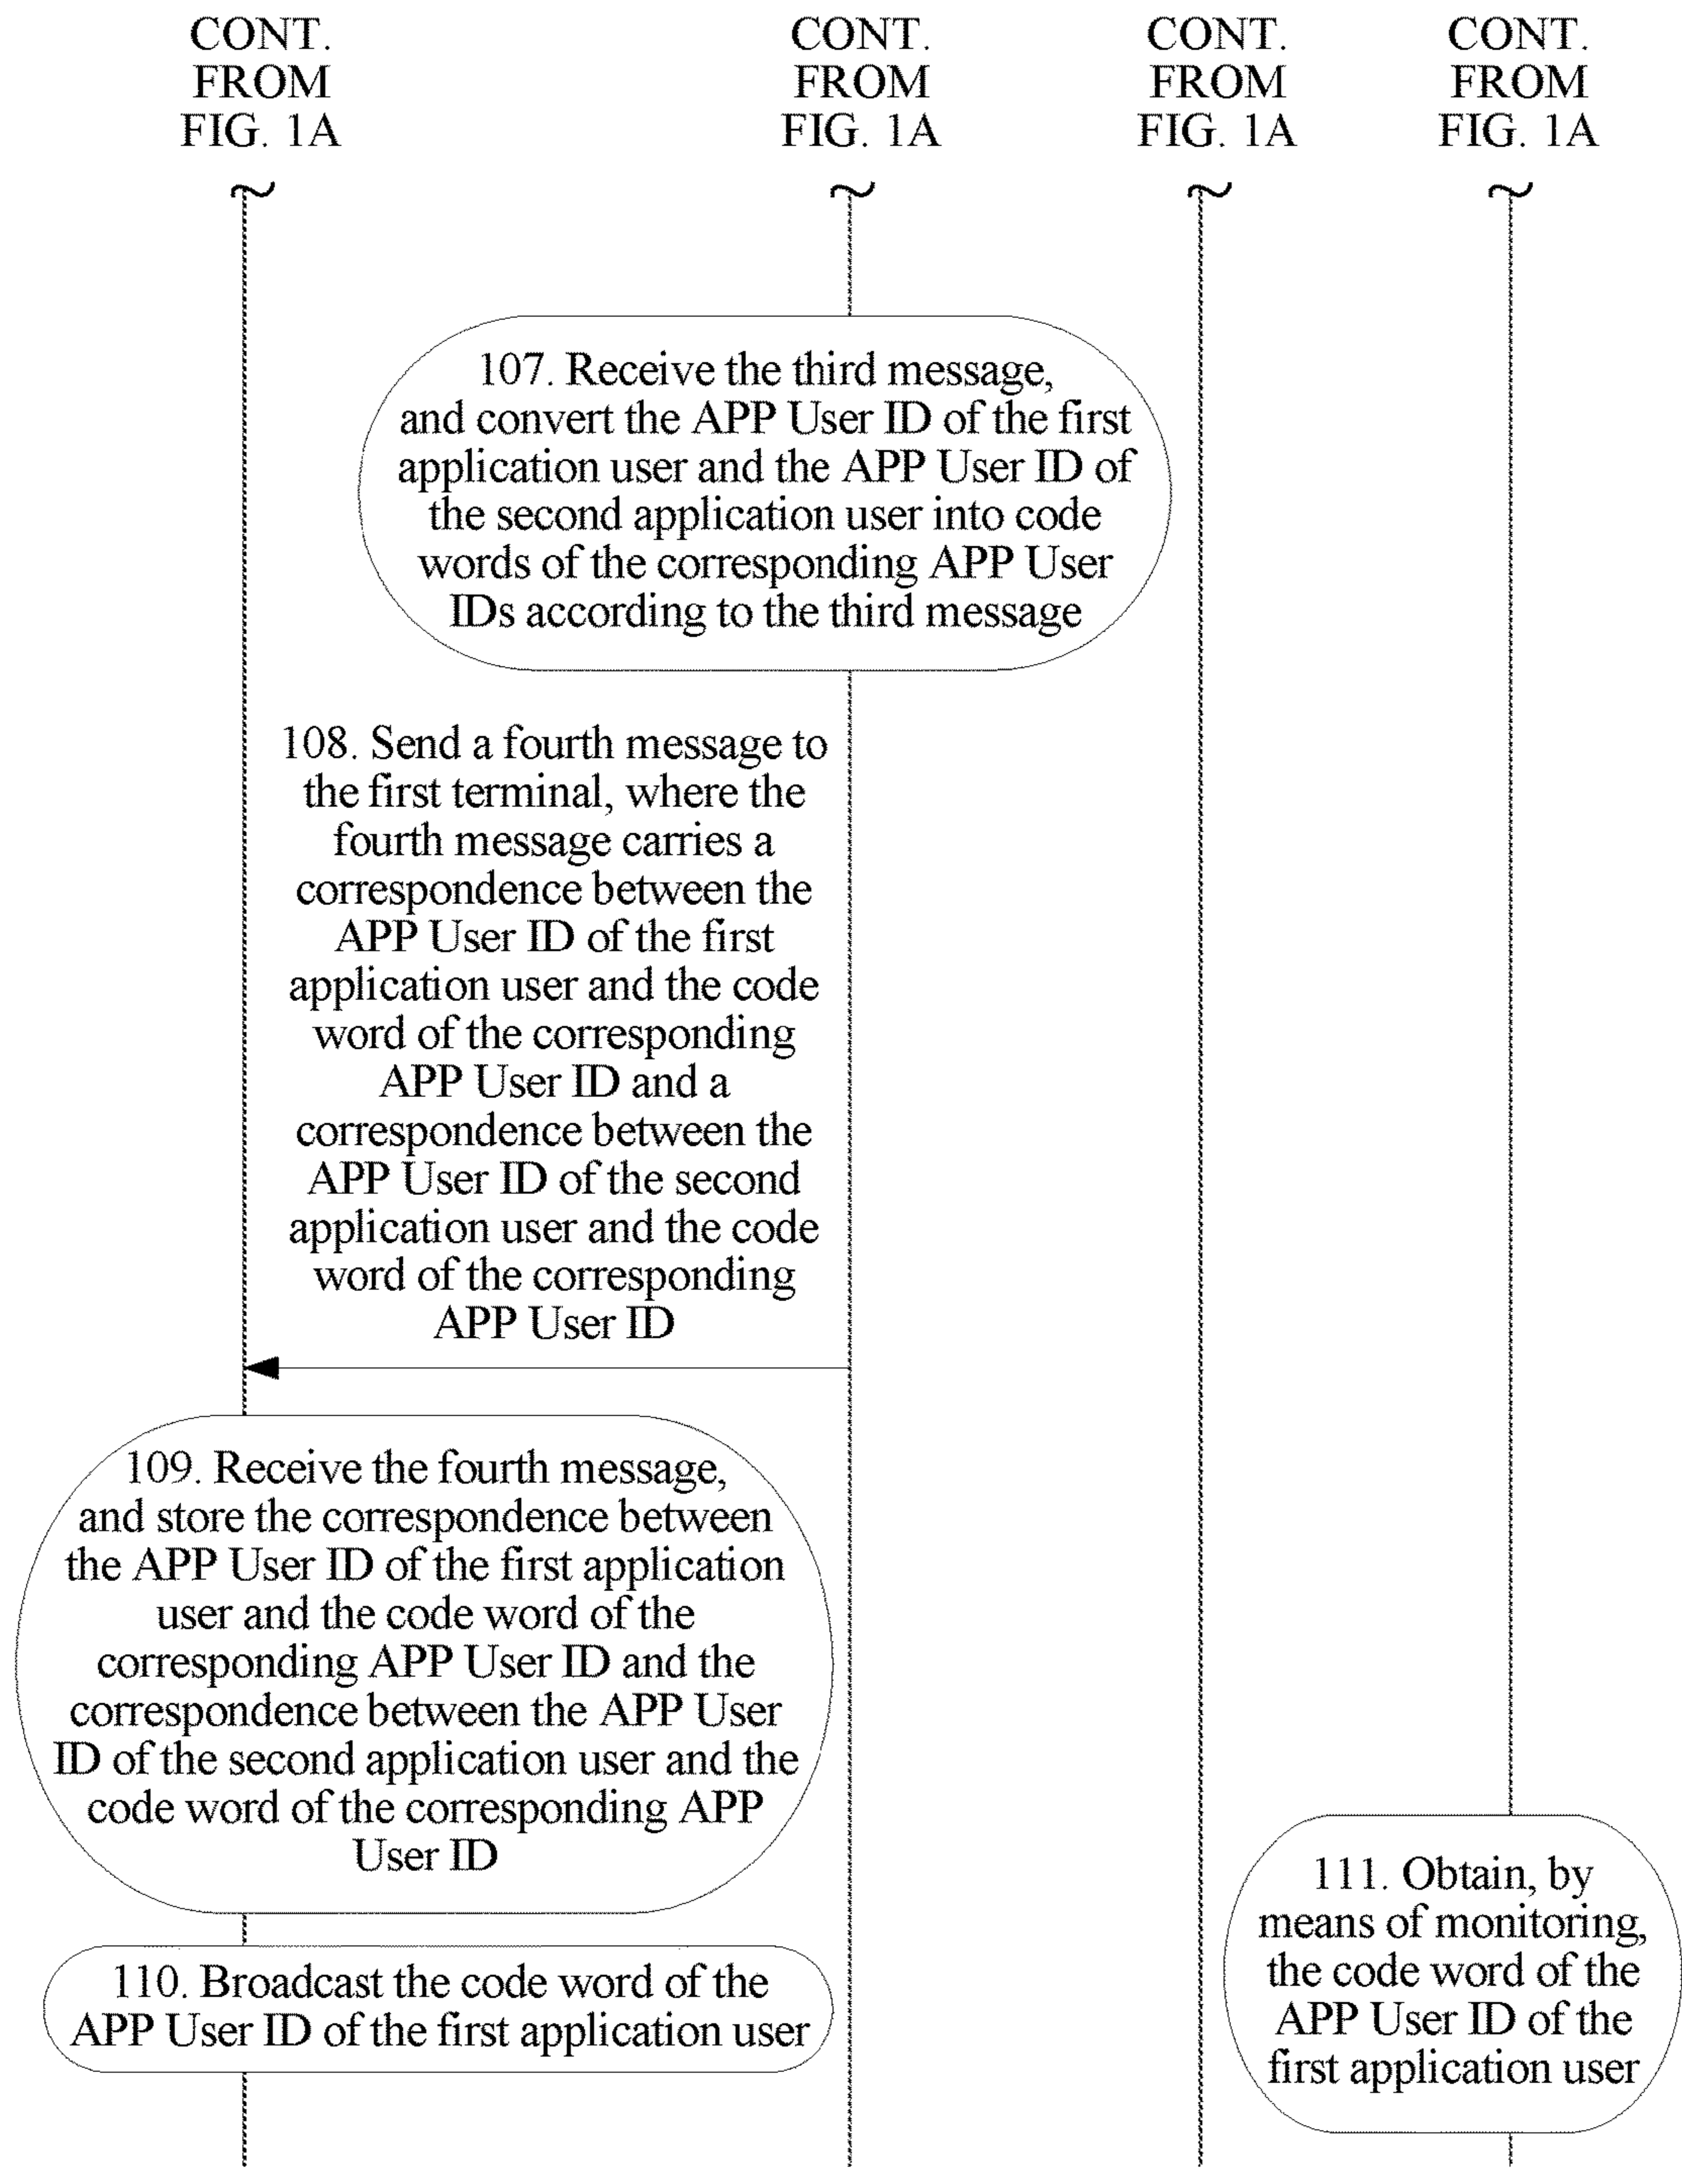 CONT.
FROM
FIG. 1A
CONT.
FROM
FIG. 1A
CONT.
FROM
FIG. 1A
CONT.
FROM
FIG. 1A
107. Receive the third message,
and convert the APP User ID of the first
application user and the APP User ID of
the second application user into code
words of the corresponding APP User
IDs according to the third message
108. Send a fourth message to
the first terminal, where the
fourth message carries a
correspondence between the
APP User ID of the first
application user and the code
word of the corresponding
APP User ID and a
correspondence between the
APP User ID of the second
application user and the code
word of the corresponding
APP User ID
109. Receive the fourth message,
and store the correspondence between
the APP User ID of the first application
user and the code word of the
corresponding APP User ID and the
correspondence between the APP User
ID of the second application user and the
code word of the corresponding APP
User ID
110. Broadcast the code word of the
APP User ID of the first application user
111. Obtain, by
means of monitoring,
the code word of the
APP User ID of the
first application user